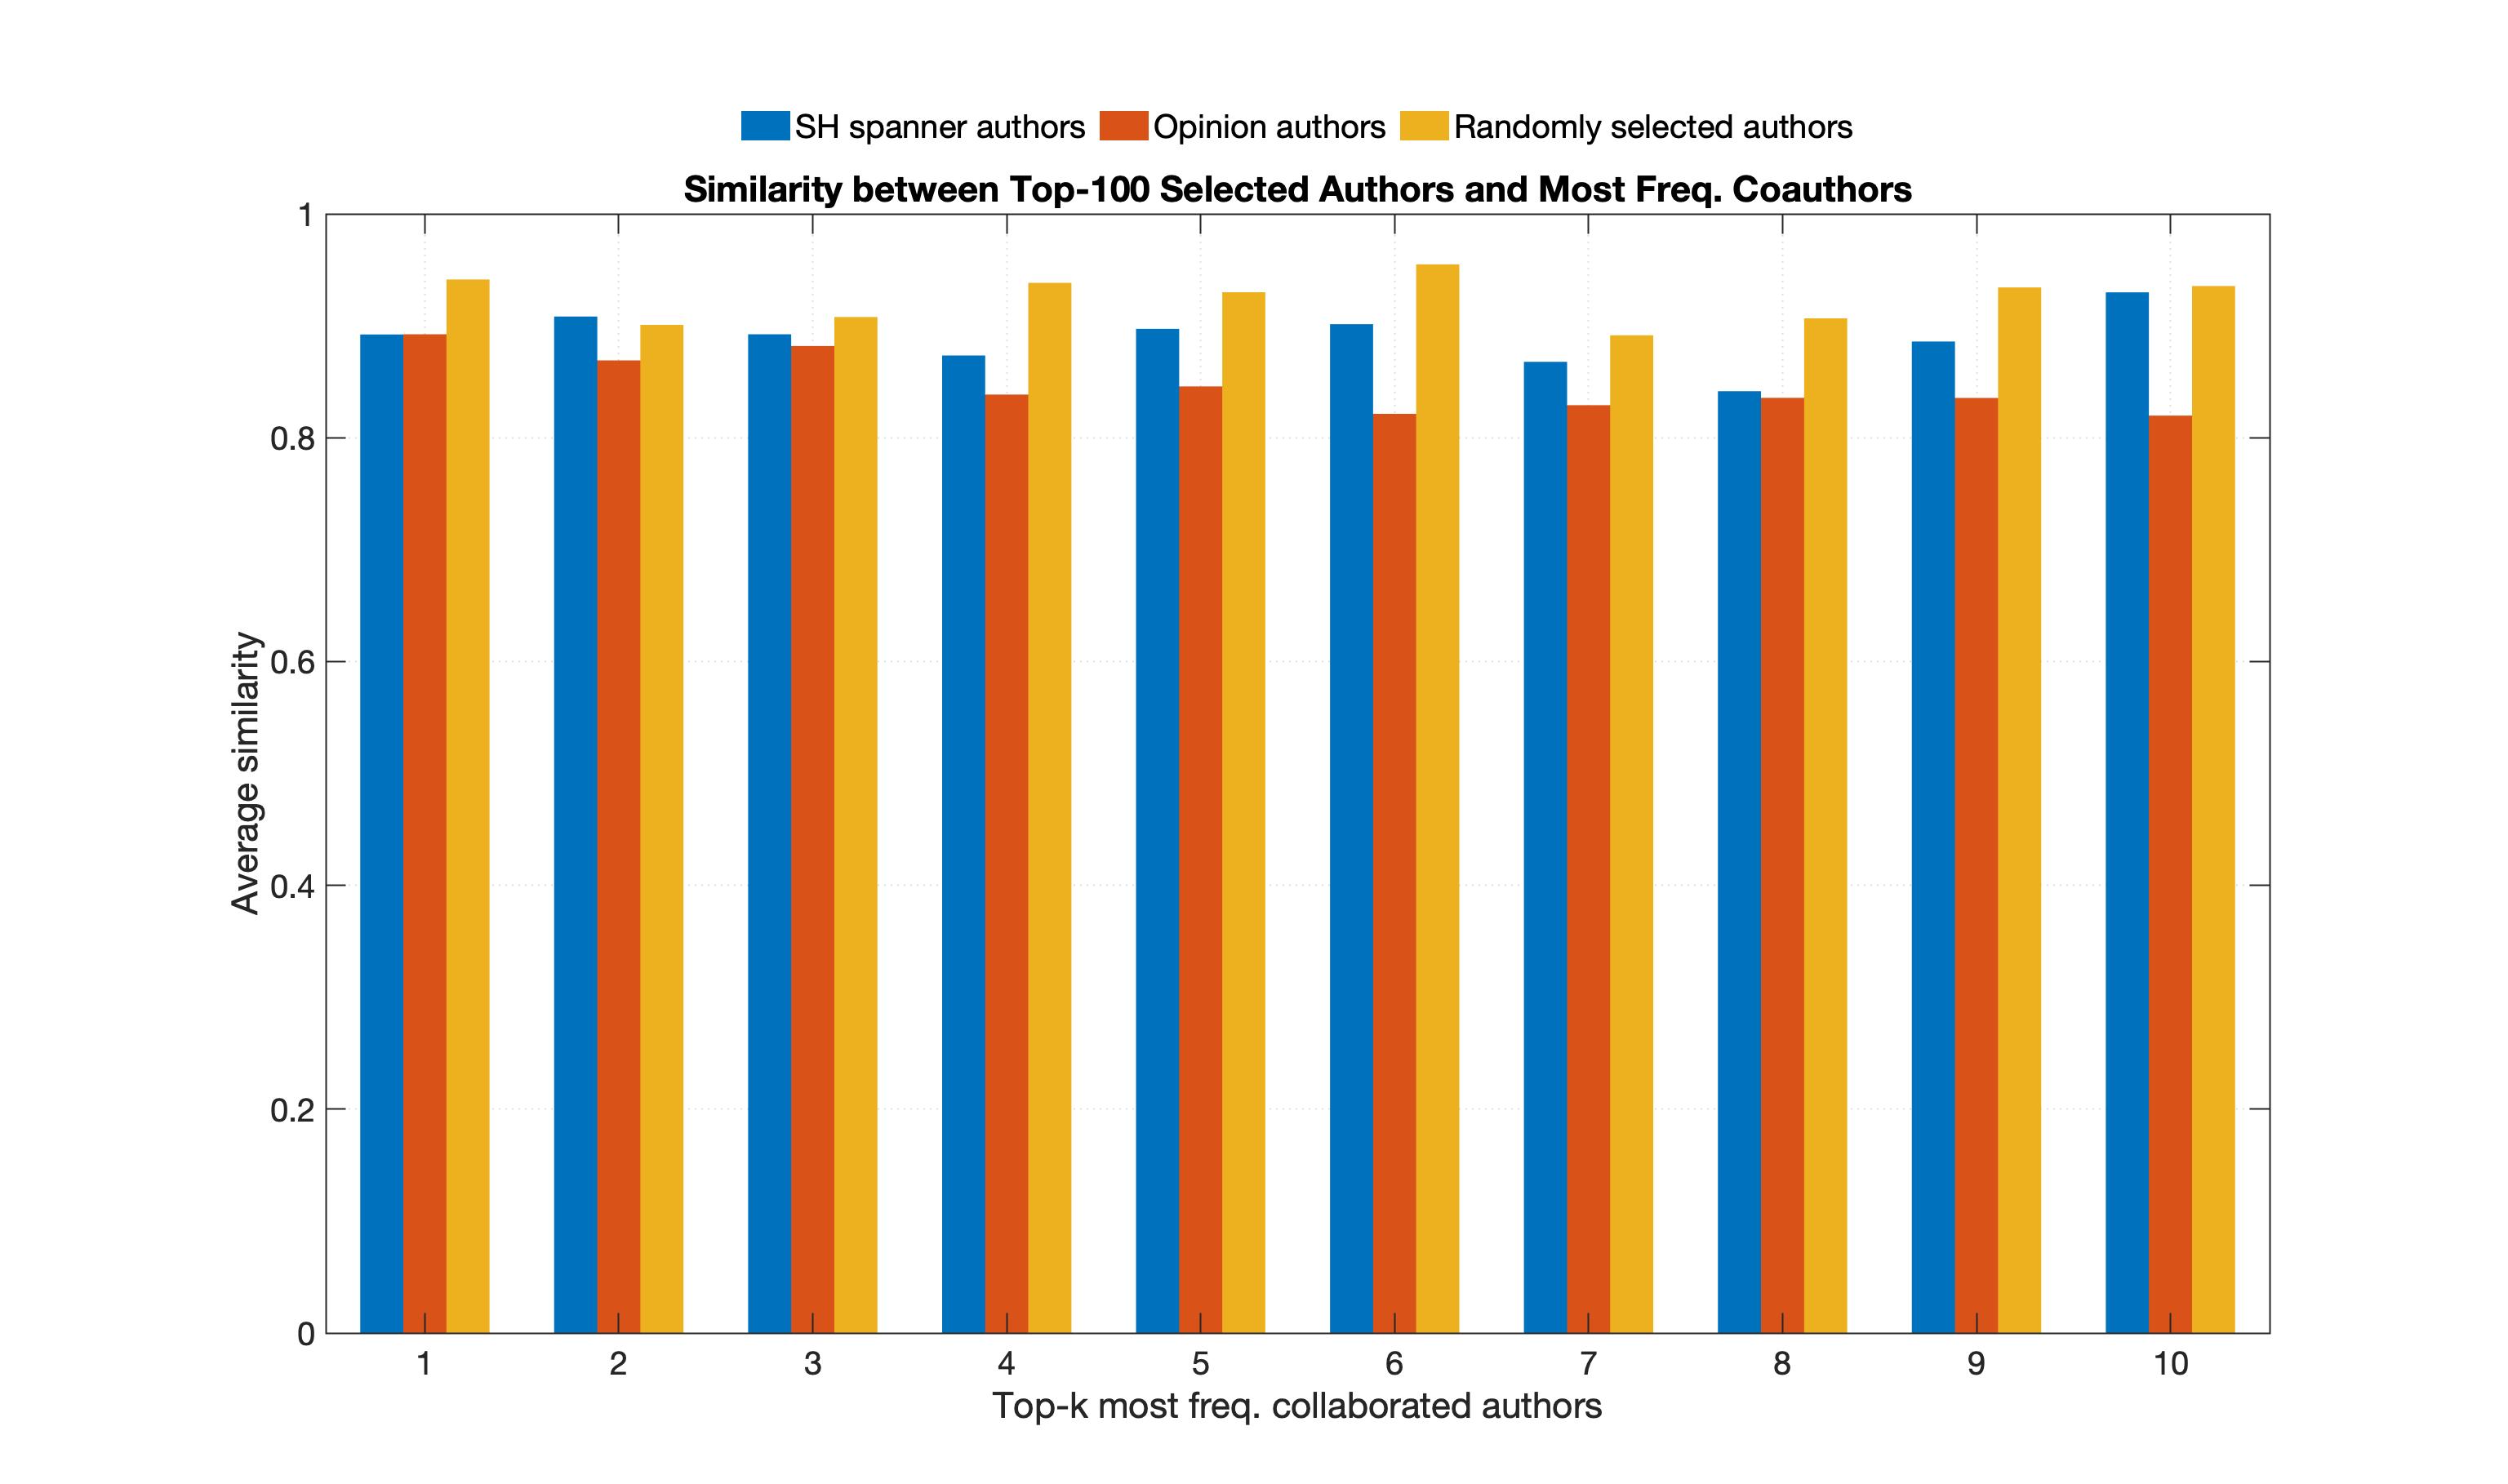 SH spanner authors Opinion authors Randomly selected authors
Similarity between Top-100 Selected Authors and Most Freq. Coauthors
1
0.8
0.6
0.4
0.2
0
Average similarity
1 2 3 4 5 6 7 8 9 10
Top-k most freq. collaborated authors